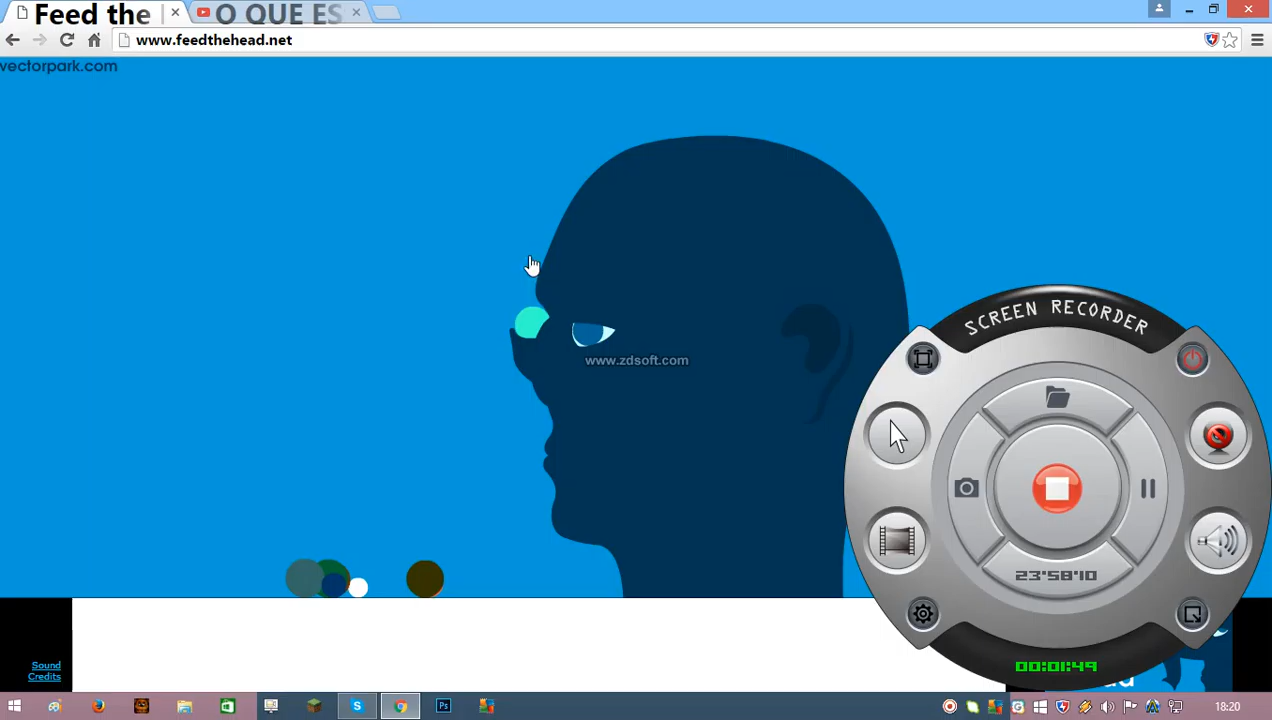 Feed the
O QUE ES
www.feedthehead.net
vectorpark.com
SCREEN RECORDER
www.zdsoft.com
23'58'10
00:01:49
Sound
Credits
18:20